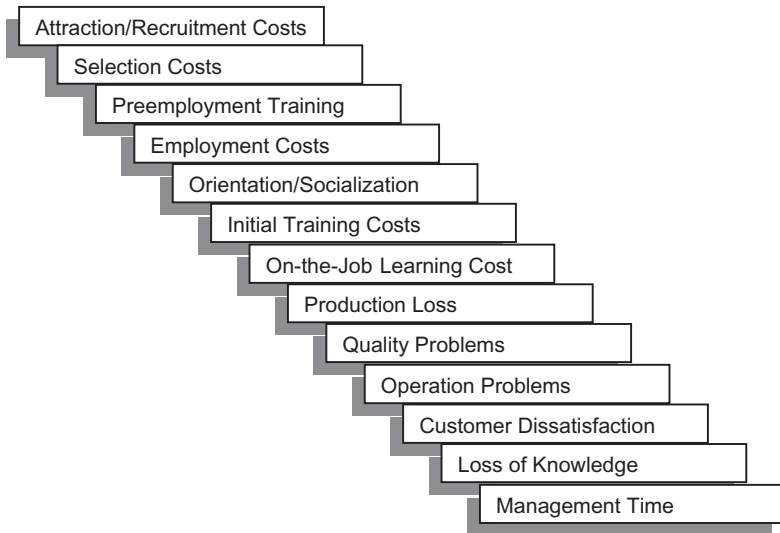 Attraction/Recruitment Costs
Selection Costs
Preemployment Training
Employment Costs
Orientation/Socialization
Initial Training Costs
On-the-Job Learning Cost
Production Loss
Quality Problems
Operation Problems
Customer Dissatisfaction
Loss of Knowledge
Management Time